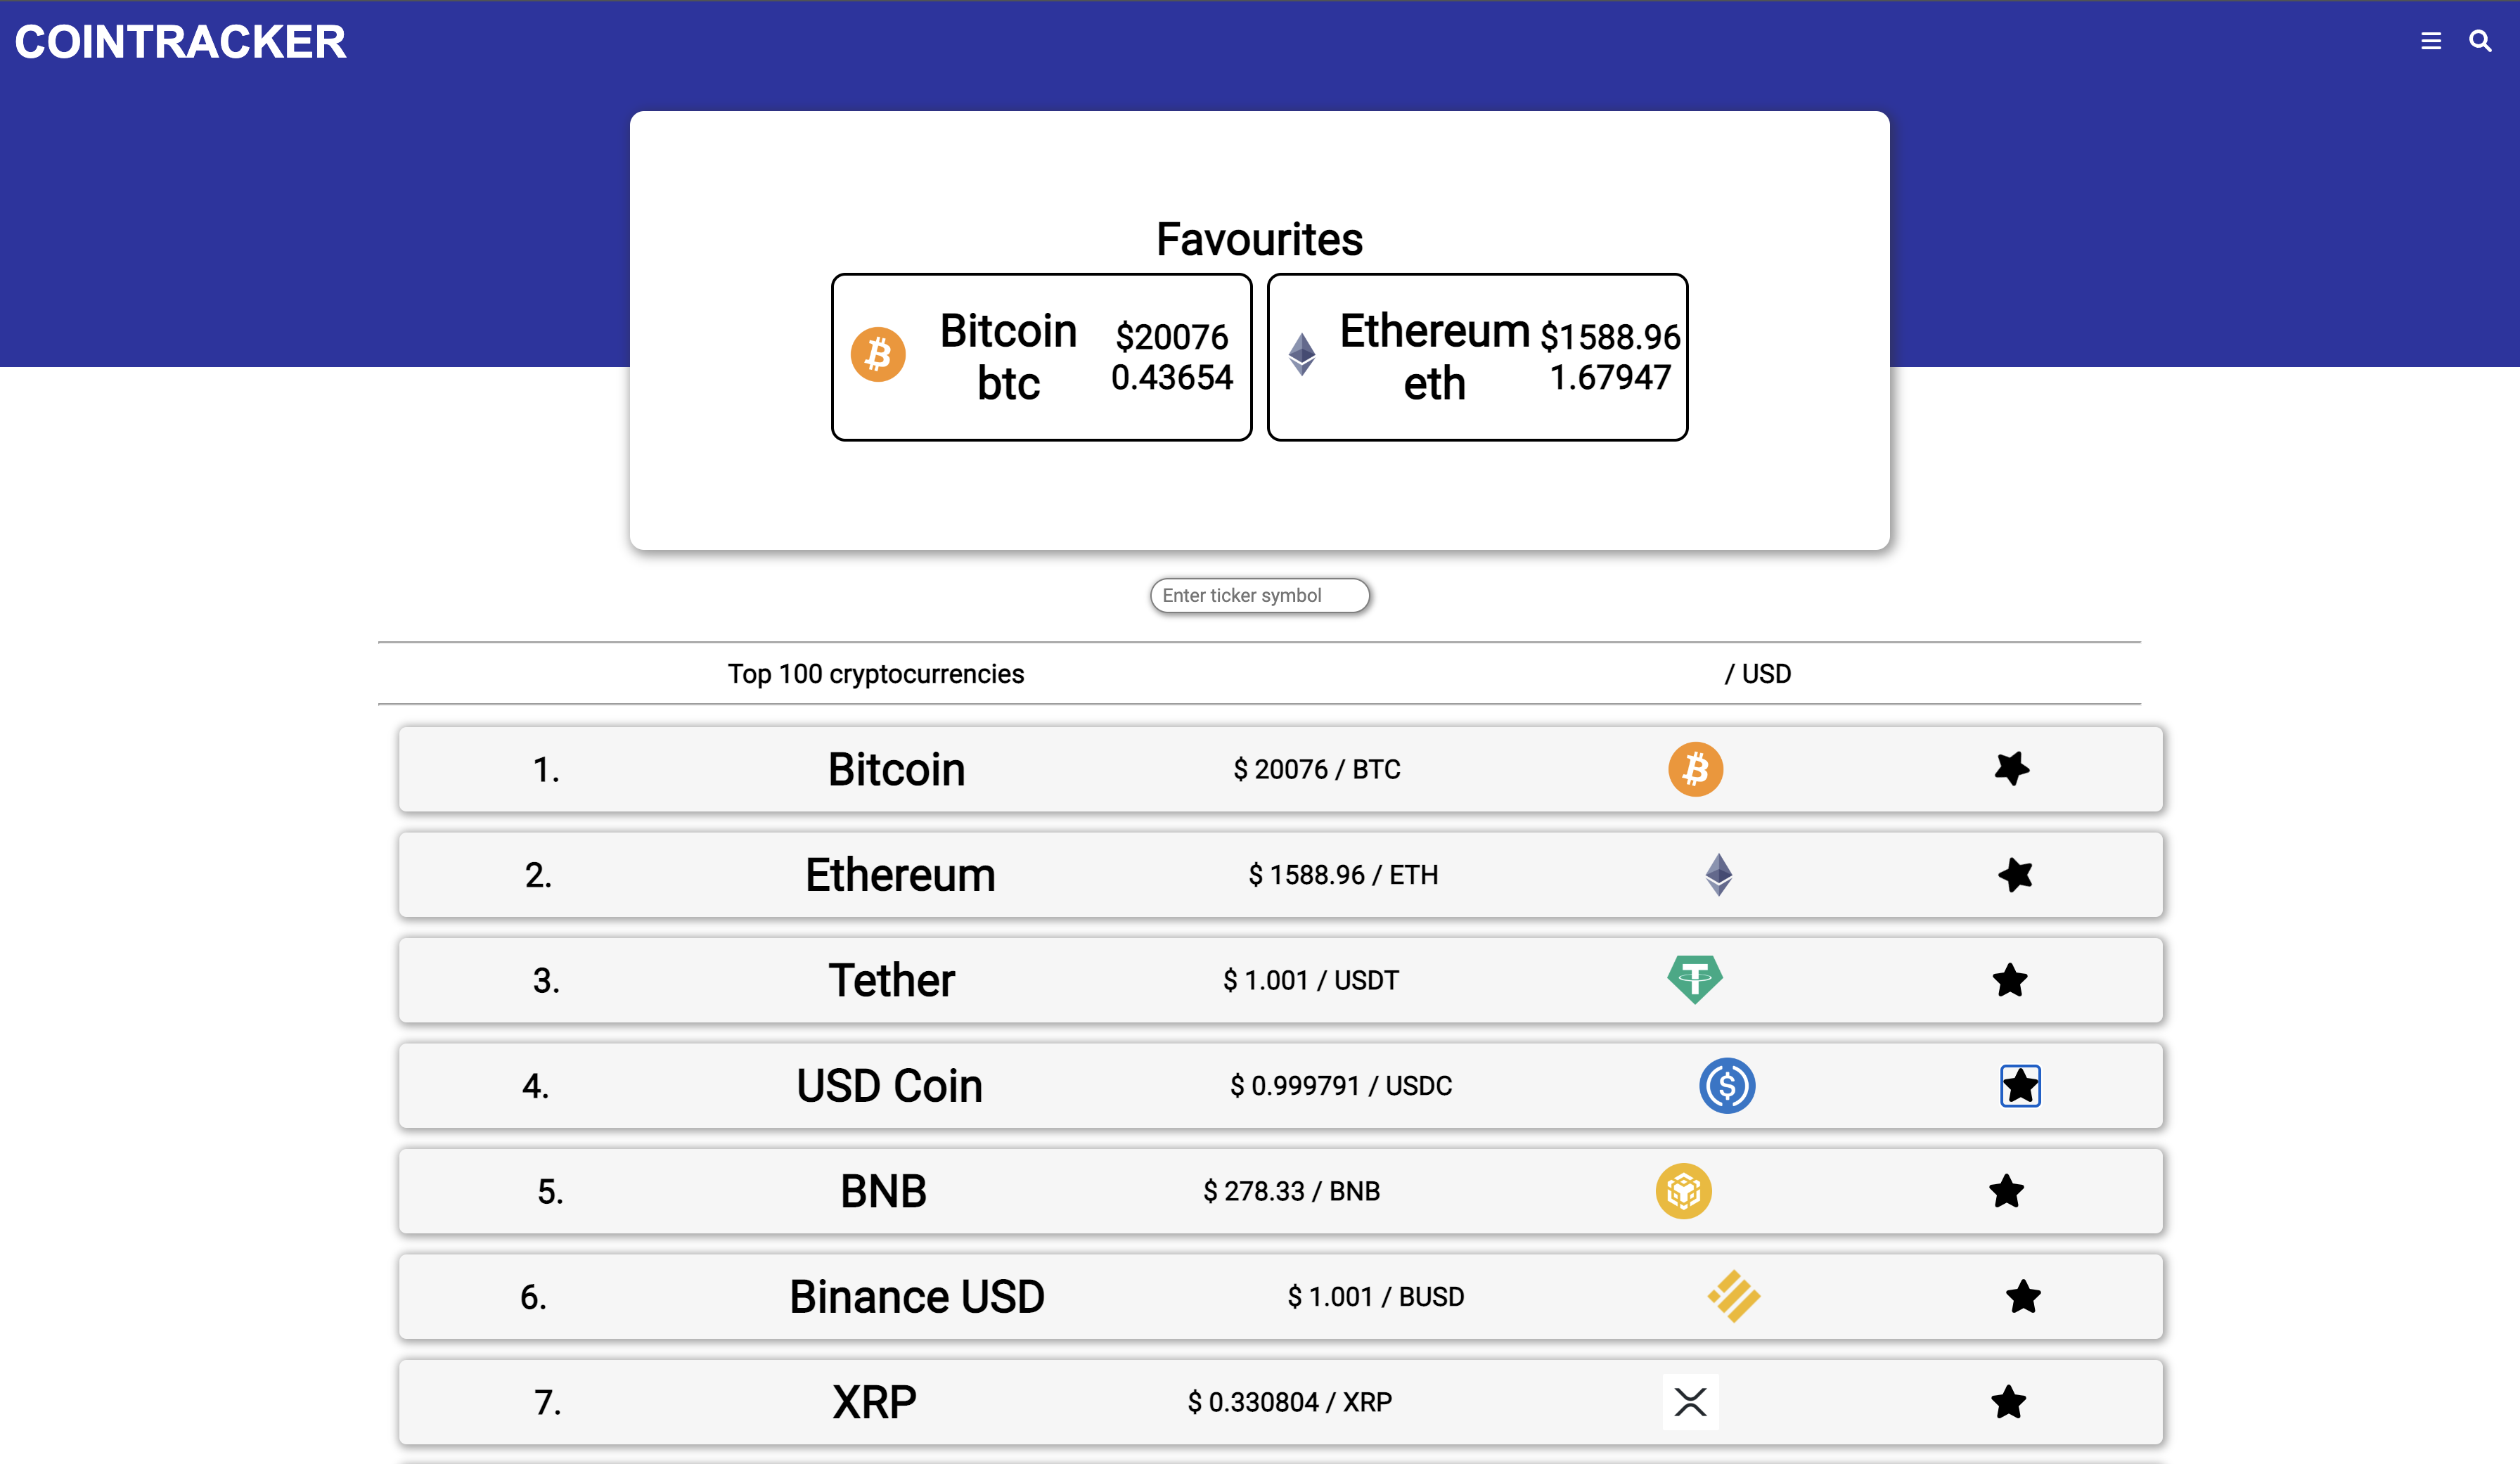 COINTRACKER
Favourites
Bitcoin
btc
$20076
0.43654
Ethereum
eth
$1588.96
1.67947
Enter ticker symbol
Top 100 cryptocurrencies / USD
1. Bitcoin $ 20076 / BTC
2. Ethereum $ 1588.96 / ETH
3. Tether $ 1.001 / USDT
4. USD Coin $ 0.999791 / USDC
5. BNB $ 278.33 / BNB
6. Binance USD $ 1.001 / BUSD
7. XRP $ 0.330804 / XRP